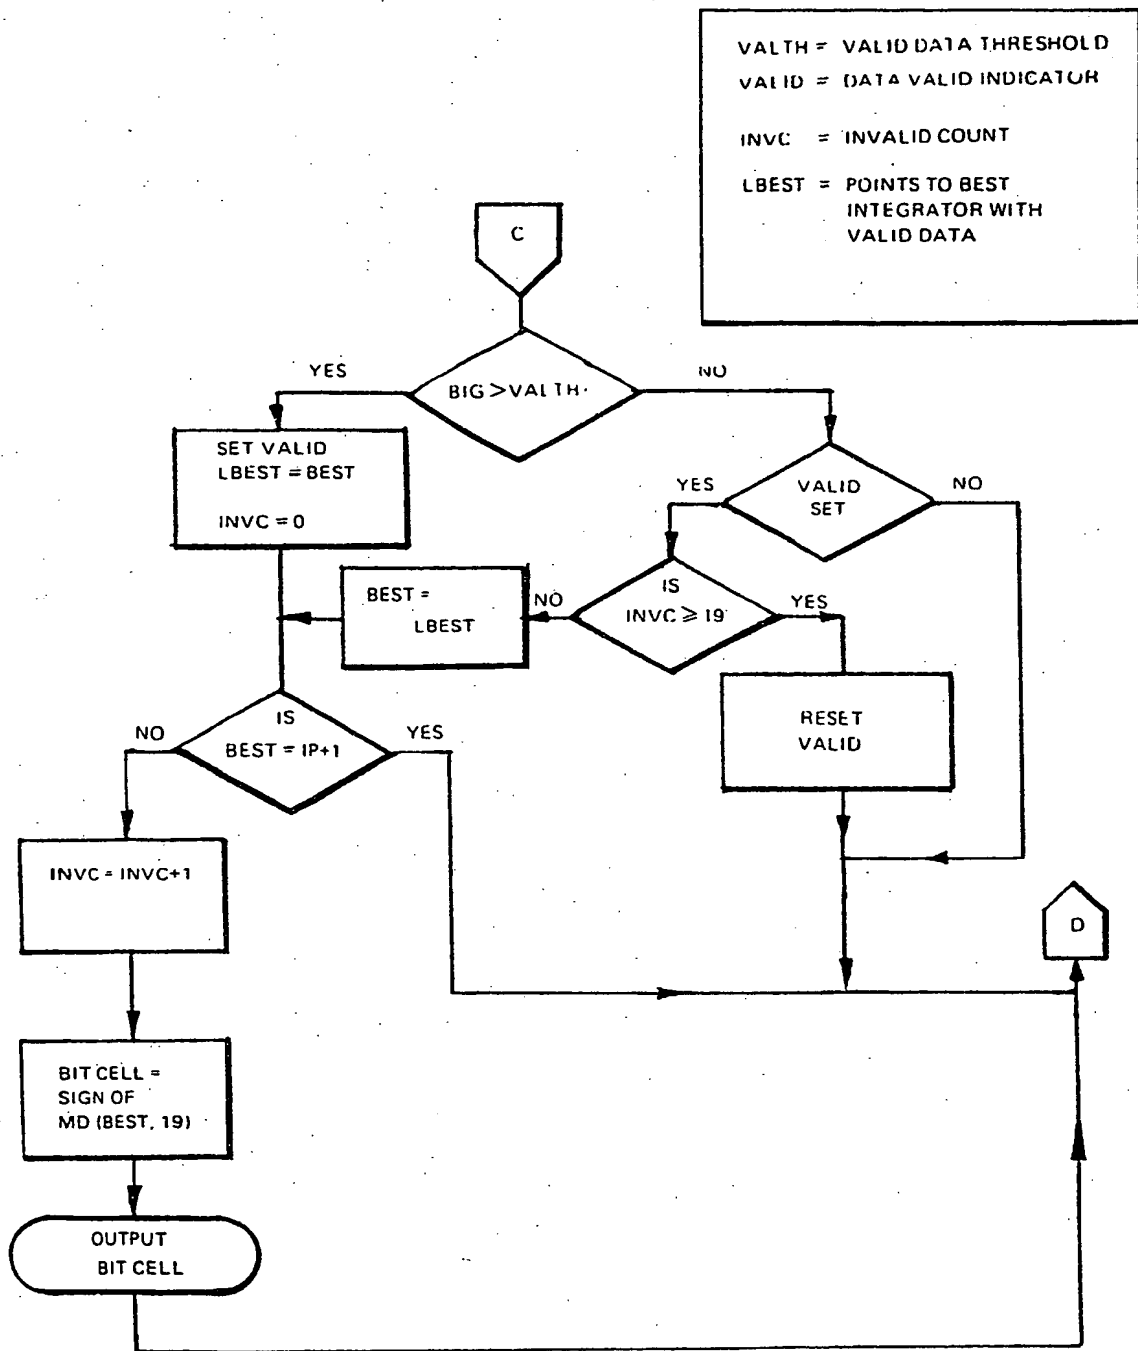 VALTH = VALID DATA THRESHOLD
VALID = DATA VALID INDICATOR
INVC = INVALID COUNT
LBEST = POINTS TO BEST
INTEGRATOR WITH
VALID DATA
C
BIG > VALTH
YES
NO
SET VALID
LBEST = BEST
INVC = 0
VALID
SET
YES
NO
IS
INVC ≥ 19
NO
YES
BEST =
LBEST
RESET
VALID
IS
BEST = IP+1
NO
YES
INVC = INVC+1
D
BIT CELL =
SIGN OF
MD (BEST, 19)
OUTPUT
BIT CELL